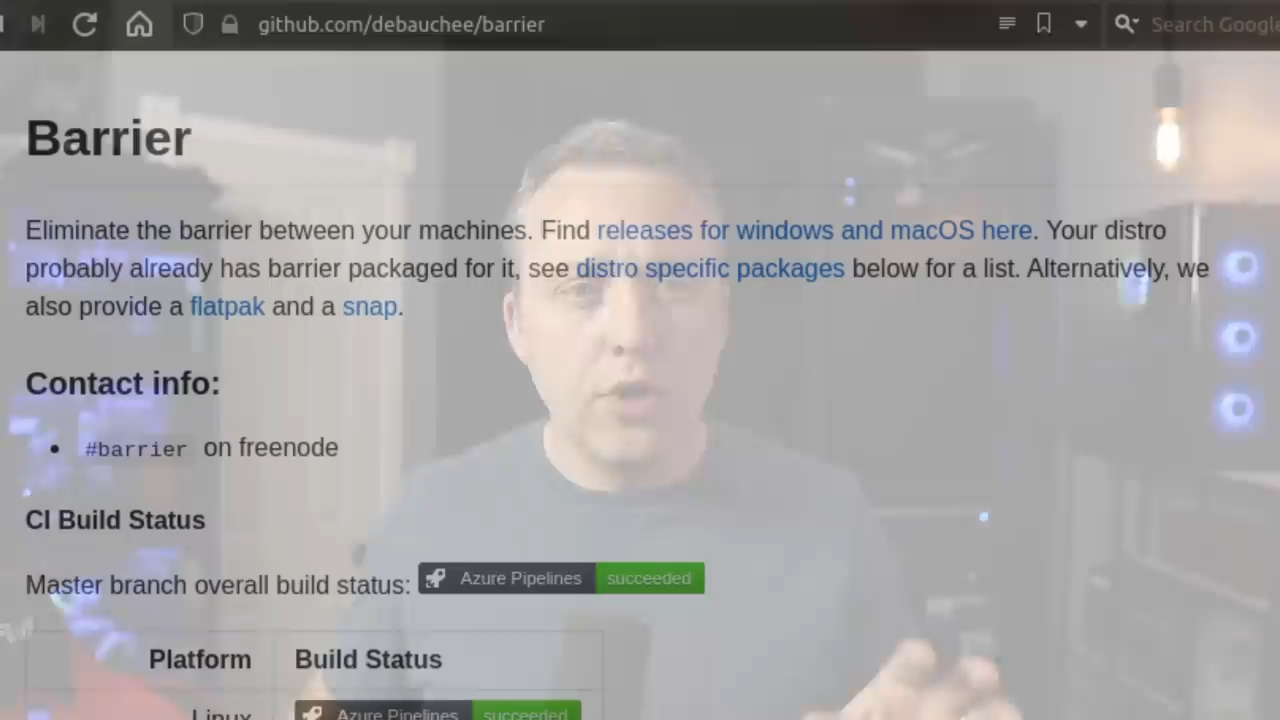 github.com/debauchee/barrier
Search Google
Barrier
Eliminate the barrier between your machines. Find releases for windows and macOS here. Your distro
probably already has barrier packaged for it, see distro specific packages below for a list. Alternatively, we
also provide a flatpak and a snap.
Contact info:
#barrier on freenode
CI Build Status
Master branch overall build status: Azure Pipelines succeeded
Platform Build Status
Linux Azure Pipelines succeeded